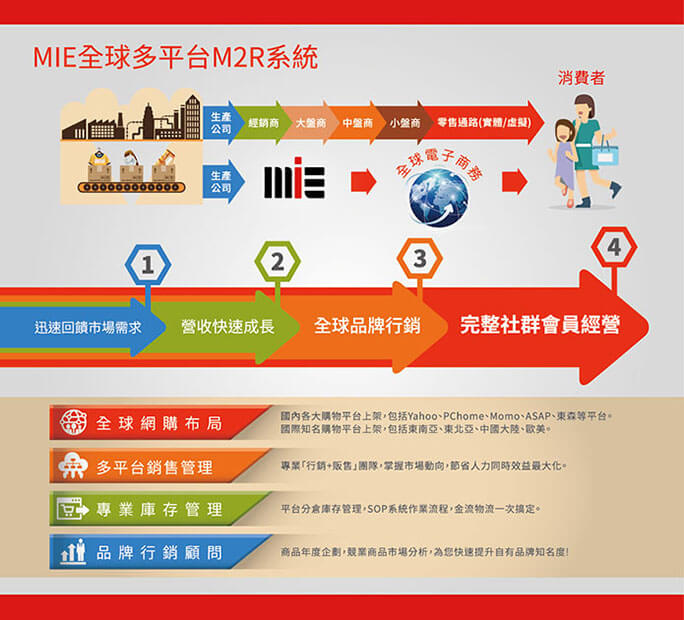 MIE全球多平台M2R系統
消費者
生產
公司
經銷商
大盤商
中盤商
小盤商
零售通路(實體/虛擬)
生產
公司
mie
全球電子商務
1
2
3
4
迅速回饋市場需求
營收快速成長
全球品牌行銷
完整社群會員經營
全球網購布局
國內各大購物平台上架，包括Yahoo、PChome、Momo、ASAP、東森等平台。
國際知名購物平台上架，包括東南亞、東北亞、中國大陸、歐美。
多平台銷售管理
專業「行銷+販售」團隊，掌握市場動向，節省人力同時效益最大化。
專業庫存管理
平台分倉庫存管理，SOP系統作業流程，金流物流一次搞定。
品牌行銷顧問
商品年度企劃，競業商品市場分析，為您快速提升自有品牌知名度!